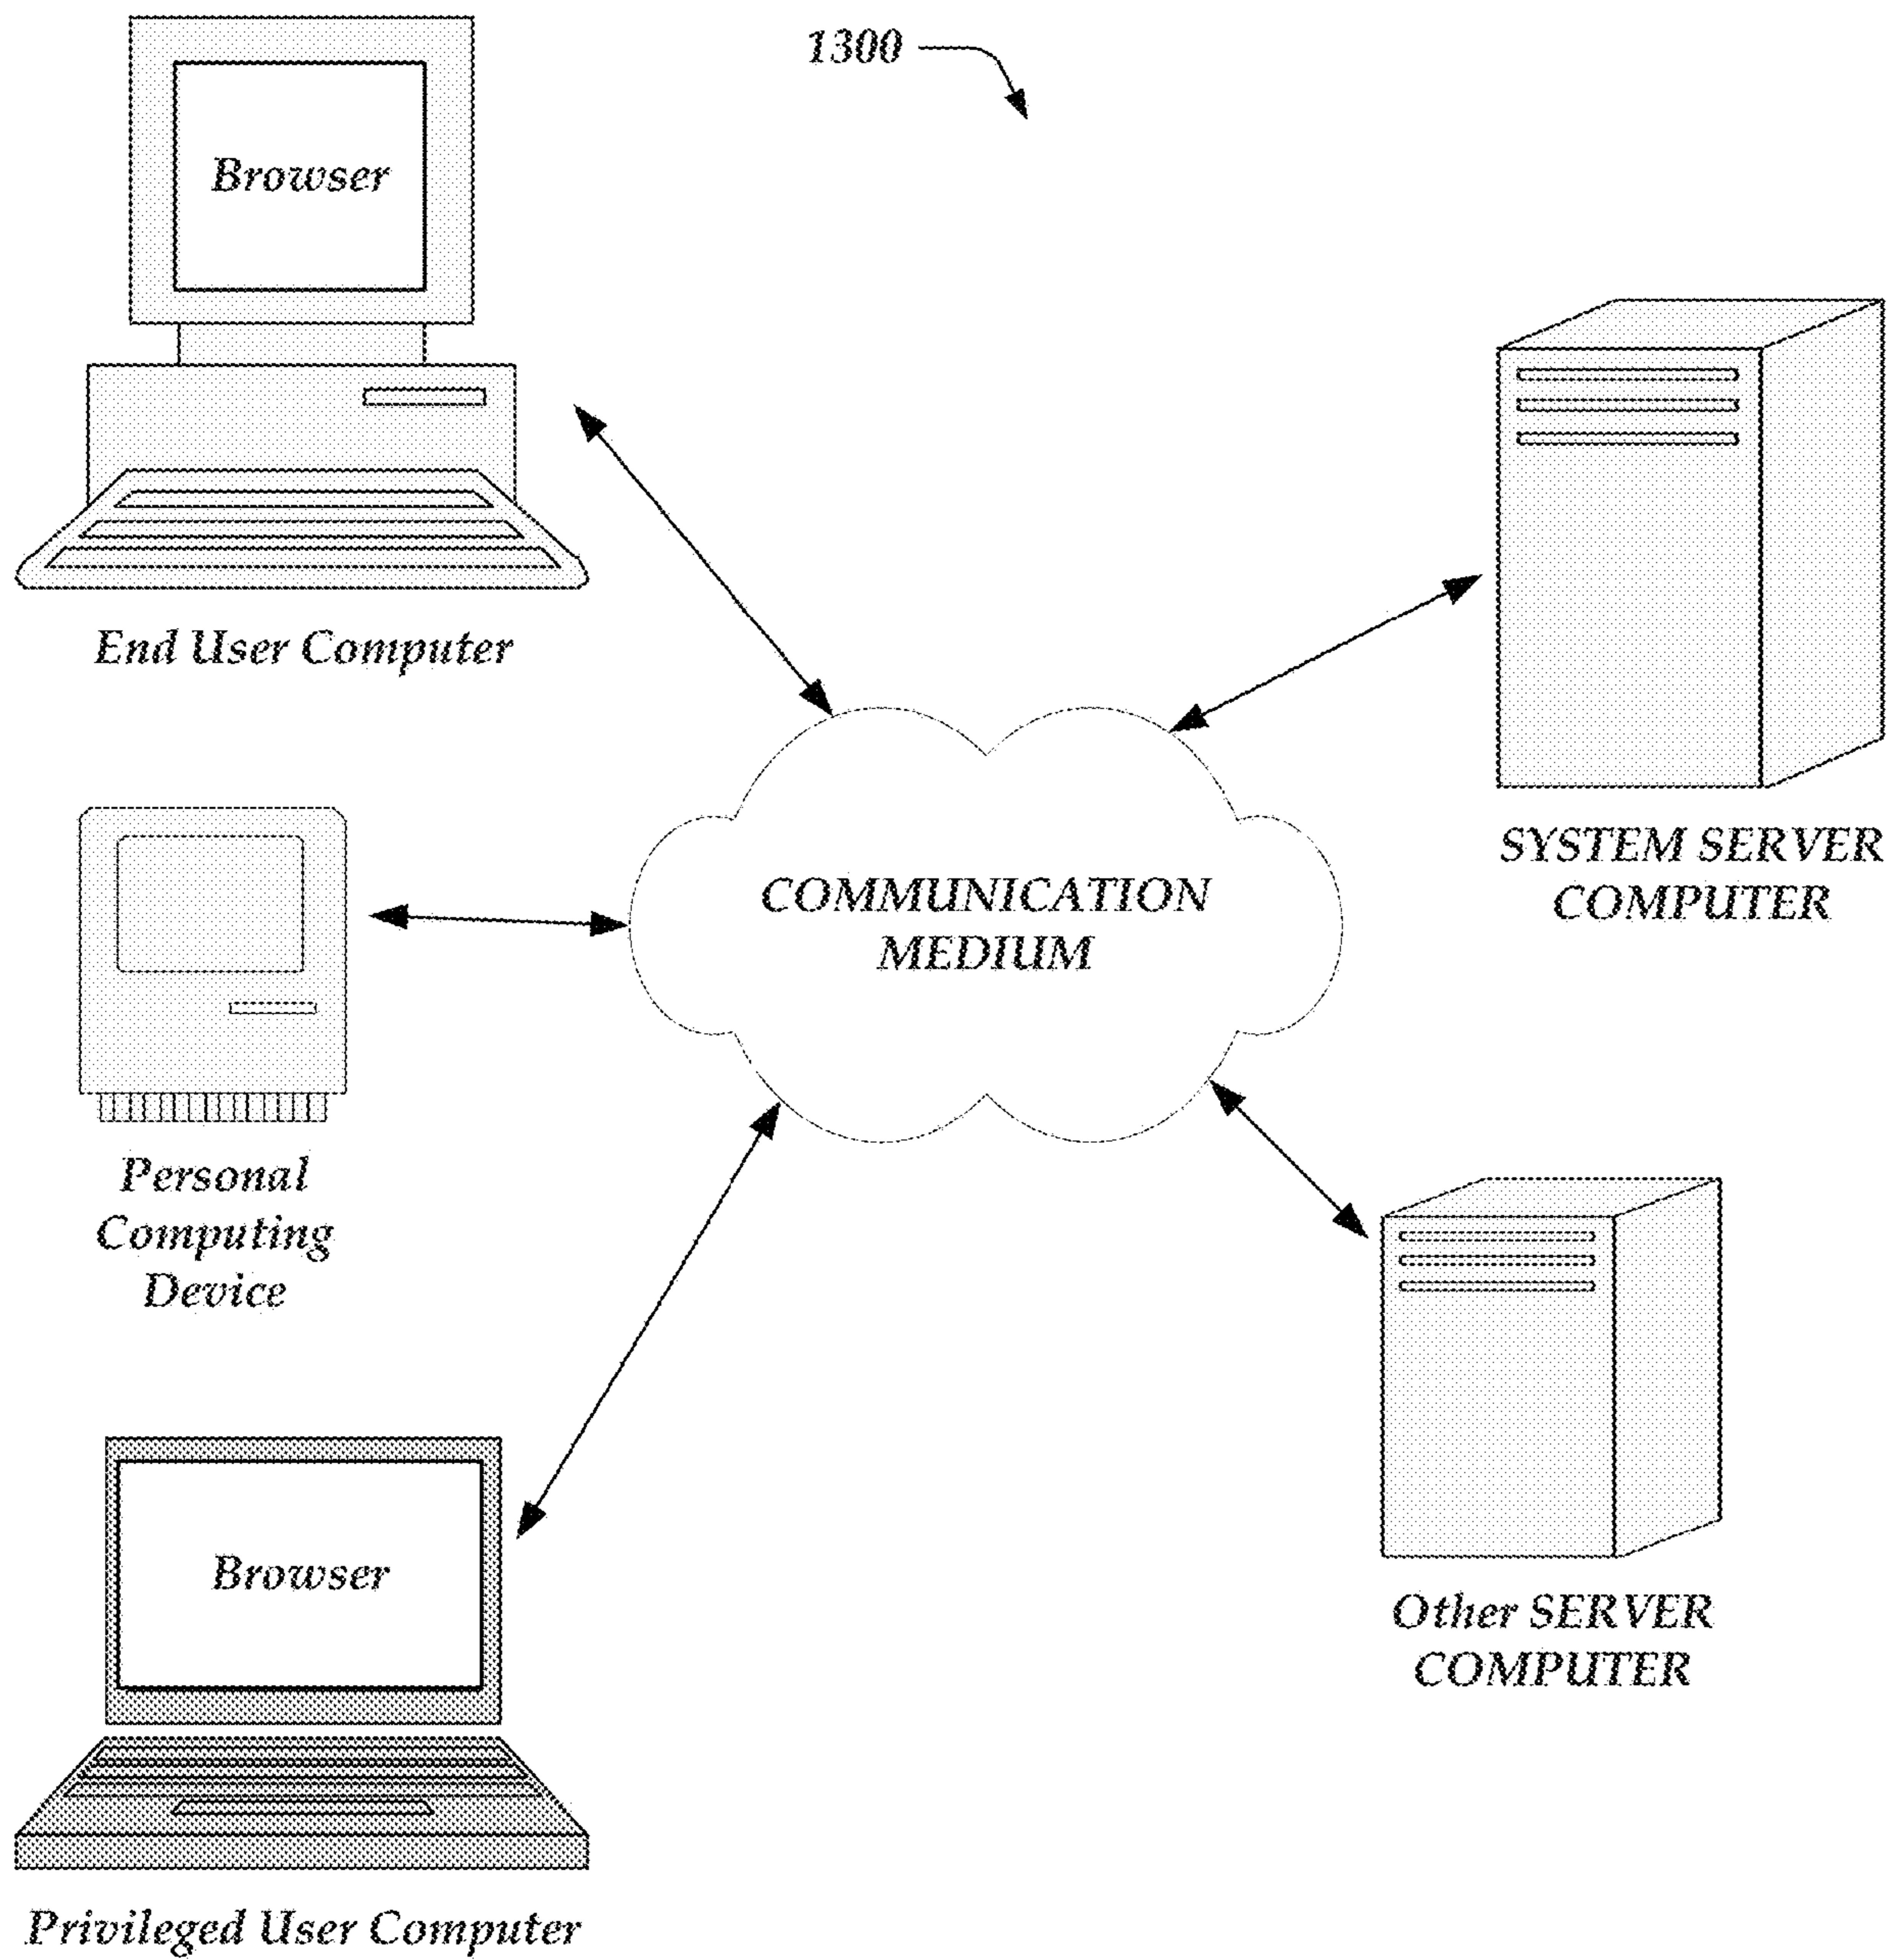 1300
Browser
End User Computer
SYSTEM SERVER
COMPUTER
COMMUNICATION
MEDIUM
Personal
Computing
Device
Browser
Other SERVER
COMPUTER
Privileged User Computer